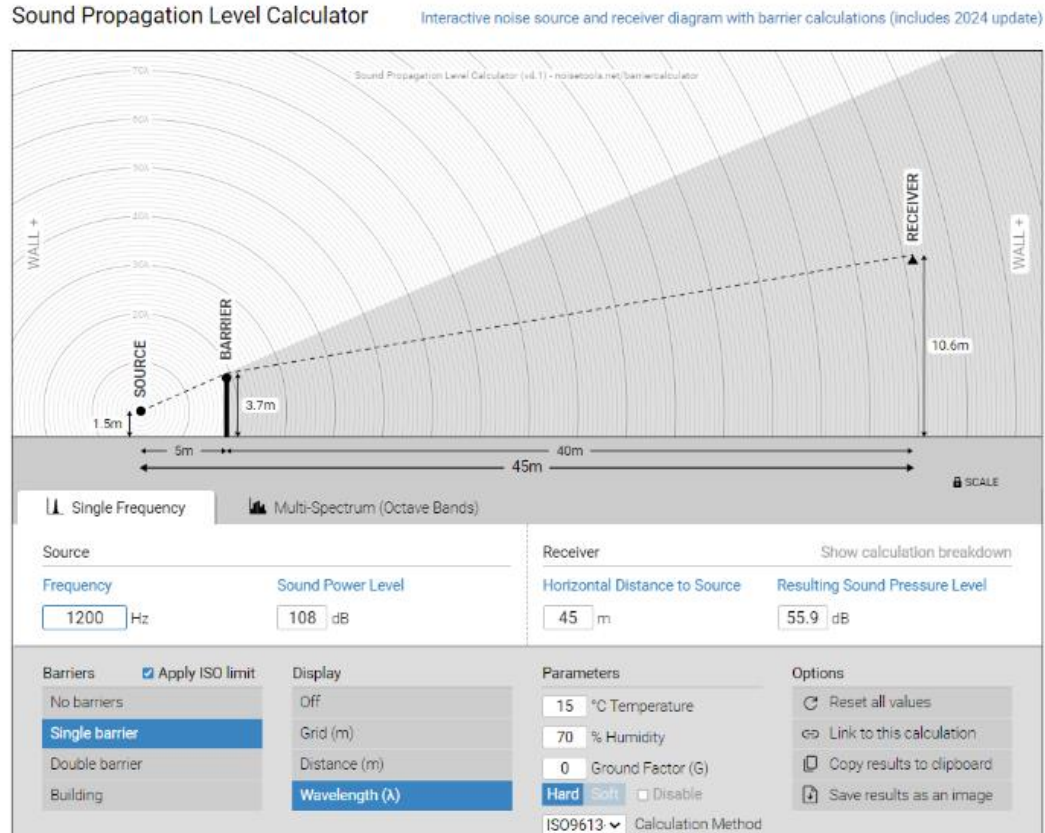 Sound Propagation Level Calculator
Interactive noise source and receiver diagram with barrier calculations (includes 2024 update)
Sound Propagation Level Calculator (v4.1) - noisetools.net/barriercalculator
70λ
60λ
50λ
40λ
30λ
20λ
WALL +
SOURCE
BARRIER
RECEIVER
WALL +
1.5m
3.7m
10.6m
5m
40m
45m
SCALE
Single Frequency
Multi-Spectrum (Octave Bands)
Source
Receiver
Show calculation breakdown
Frequency
Sound Power Level
Horizontal Distance to Source
Resulting Sound Pressure Level
1200 Hz
108 dB
45 m
55.9 dB
Barriers
Apply ISO limit
Display
Parameters
Options
No barriers
Off
15 °C Temperature
Reset all values
Single barrier
Grid (m)
70 % Humidity
Link to this calculation
Double barrier
Distance (m)
0 Ground Factor (G)
Copy results to clipboard
Building
Wavelength (λ)
Hard Soft Disable
Save results as an image
ISO9613- Calculation Method